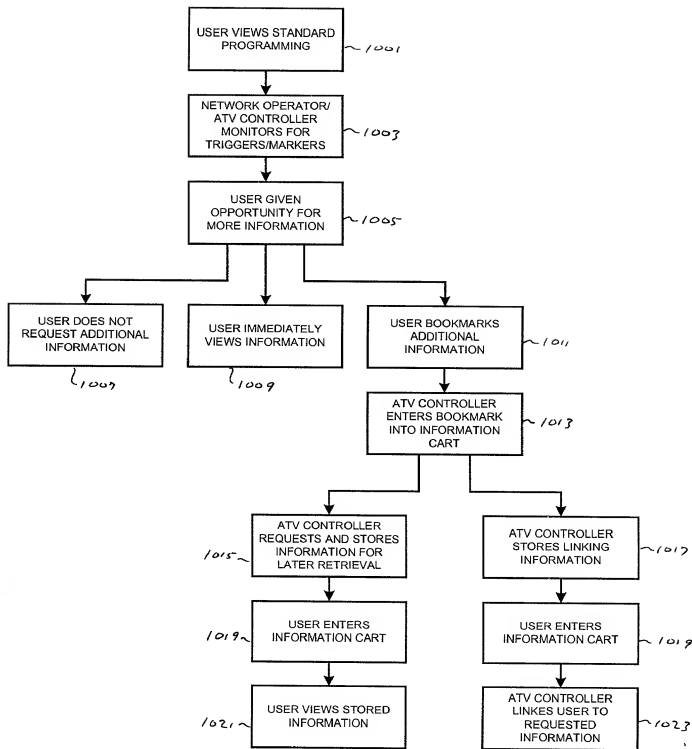 USER VIEWS STANDARD
PROGRAMMING
1001
NETWORK OPERATOR/
ATV CONTROLLER
MONITORS FOR
TRIGGERS/MARKERS
1003
USER GIVEN
OPPORTUNITY FOR
MORE INFORMATION
1005
USER DOES NOT
REQUEST ADDITIONAL
INFORMATION
1007
USER IMMEDIATELY
VIEWS INFORMATION
1009
USER BOOKMARKS
ADDITIONAL
INFORMATION
1011
ATV CONTROLLER
ENTERS BOOKMARK
INTO INFORMATION
CART
1013
ATV CONTROLLER
REQUESTS AND STORES
INFORMATION FOR
LATER RETRIEVAL
1015
ATV CONTROLLER
STORES LINKING
INFORMATION
1017
USER ENTERS
INFORMATION CART
1019
USER ENTERS
INFORMATION CART
1019
USER VIEWS STORED
INFORMATION
1021
ATV CONTROLLER
LINKES USER TO
REQUESTED
INFORMATION
1023